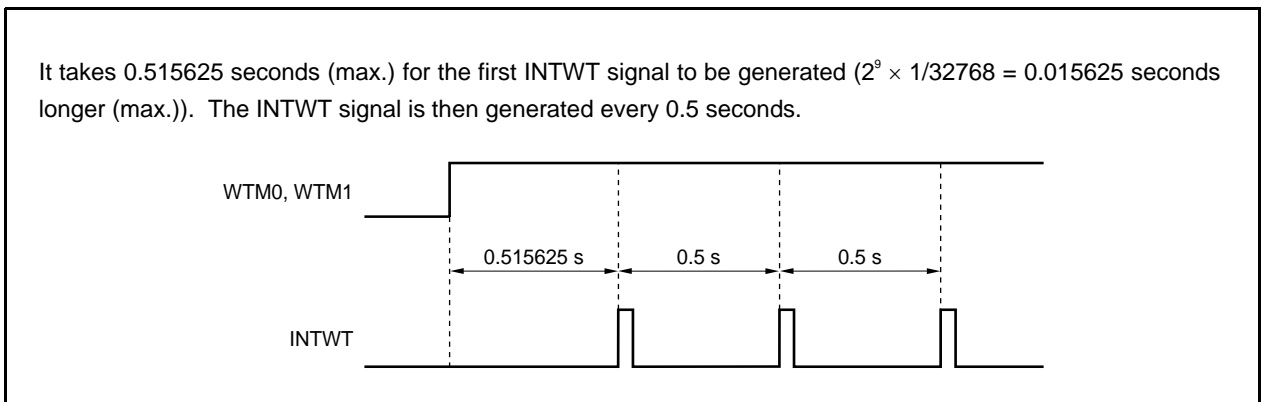 It takes 0.515625 seconds (max.) for the first INTWT signal to be generated (2⁹ × 1/32768 = 0.015625 seconds
longer (max.)). The INTWT signal is then generated every 0.5 seconds.
WTM0, WTM1
0.515625 s
0.5 s
0.5 s
INTWT